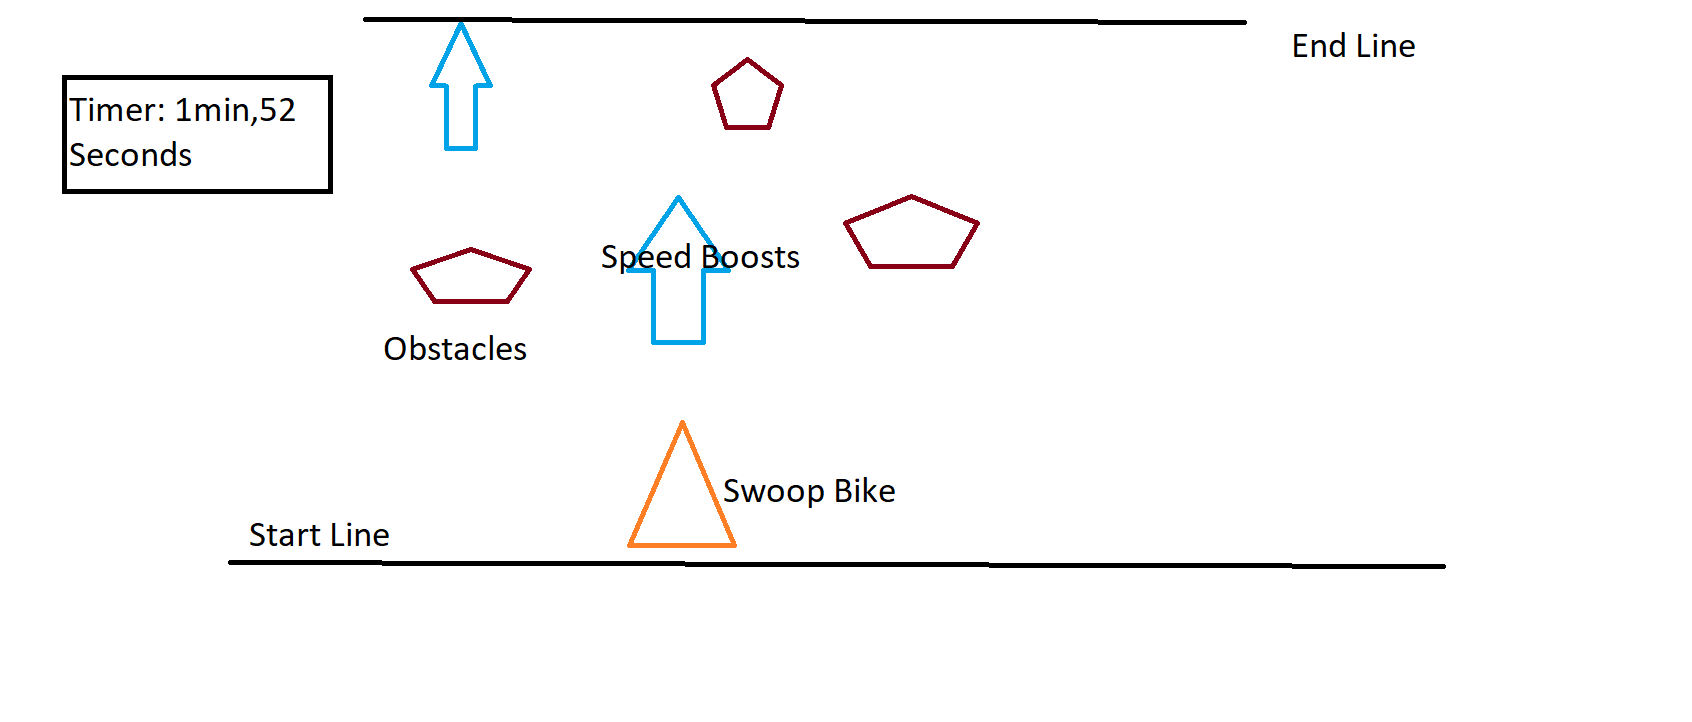 End Line
Timer: 1min,52
Seconds
Speed Boosts
Obstacles
Swoop Bike
Start Line